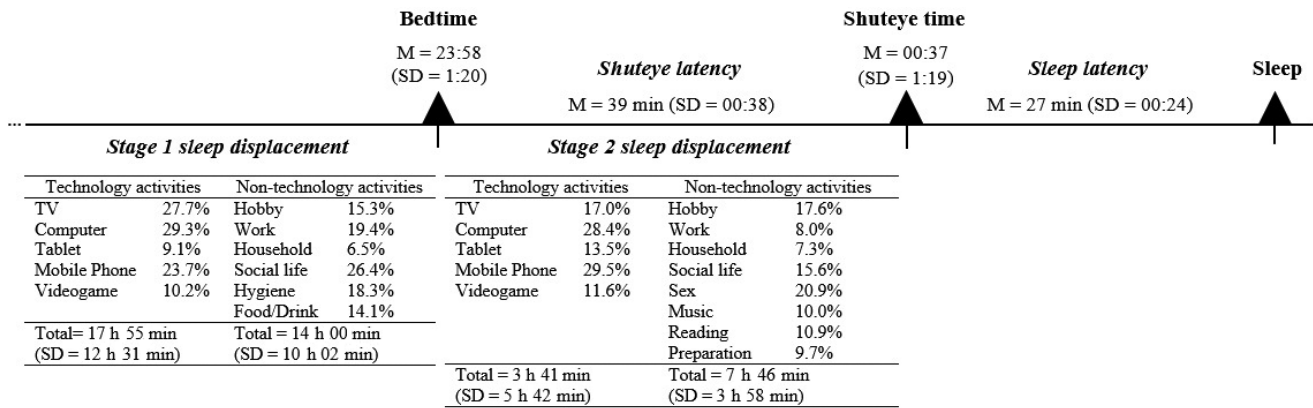 Bedtime
M = 23:58
(SD = 1:20)
Shuteye latency
M = 39 min (SD = 00:38)
Shuteye time
M = 00:37
(SD = 1:19)
Sleep latency
M = 27 min (SD = 00:24)
Sleep
...
Stage 1 sleep displacement
Technology activities Non-technology activities
TV 27.7% Hobby 15.3%
Computer 29.3% Work 19.4%
Tablet 9.1% Household 6.5%
Mobile Phone 23.7% Social life 26.4%
Videogame 10.2% Hygiene 18.3%
Food/Drink 14.1%
Total= 17 h 55 min Total = 14 h 00 min
(SD = 12 h 31 min) (SD = 10 h 02 min)
Stage 2 sleep displacement
Technology activities Non-technology activities
TV 17.0% Hobby 17.6%
Computer 28.4% Work 8.0%
Tablet 13.5% Household 7.3%
Mobile Phone 29.5% Social life 15.6%
Videogame 11.6% Sex 20.9%
Music 10.0%
Reading 10.9%
Preparation 9.7%
Total = 3 h 41 min Total = 7 h 46 min
(SD = 5 h 42 min) (SD = 3 h 58 min)